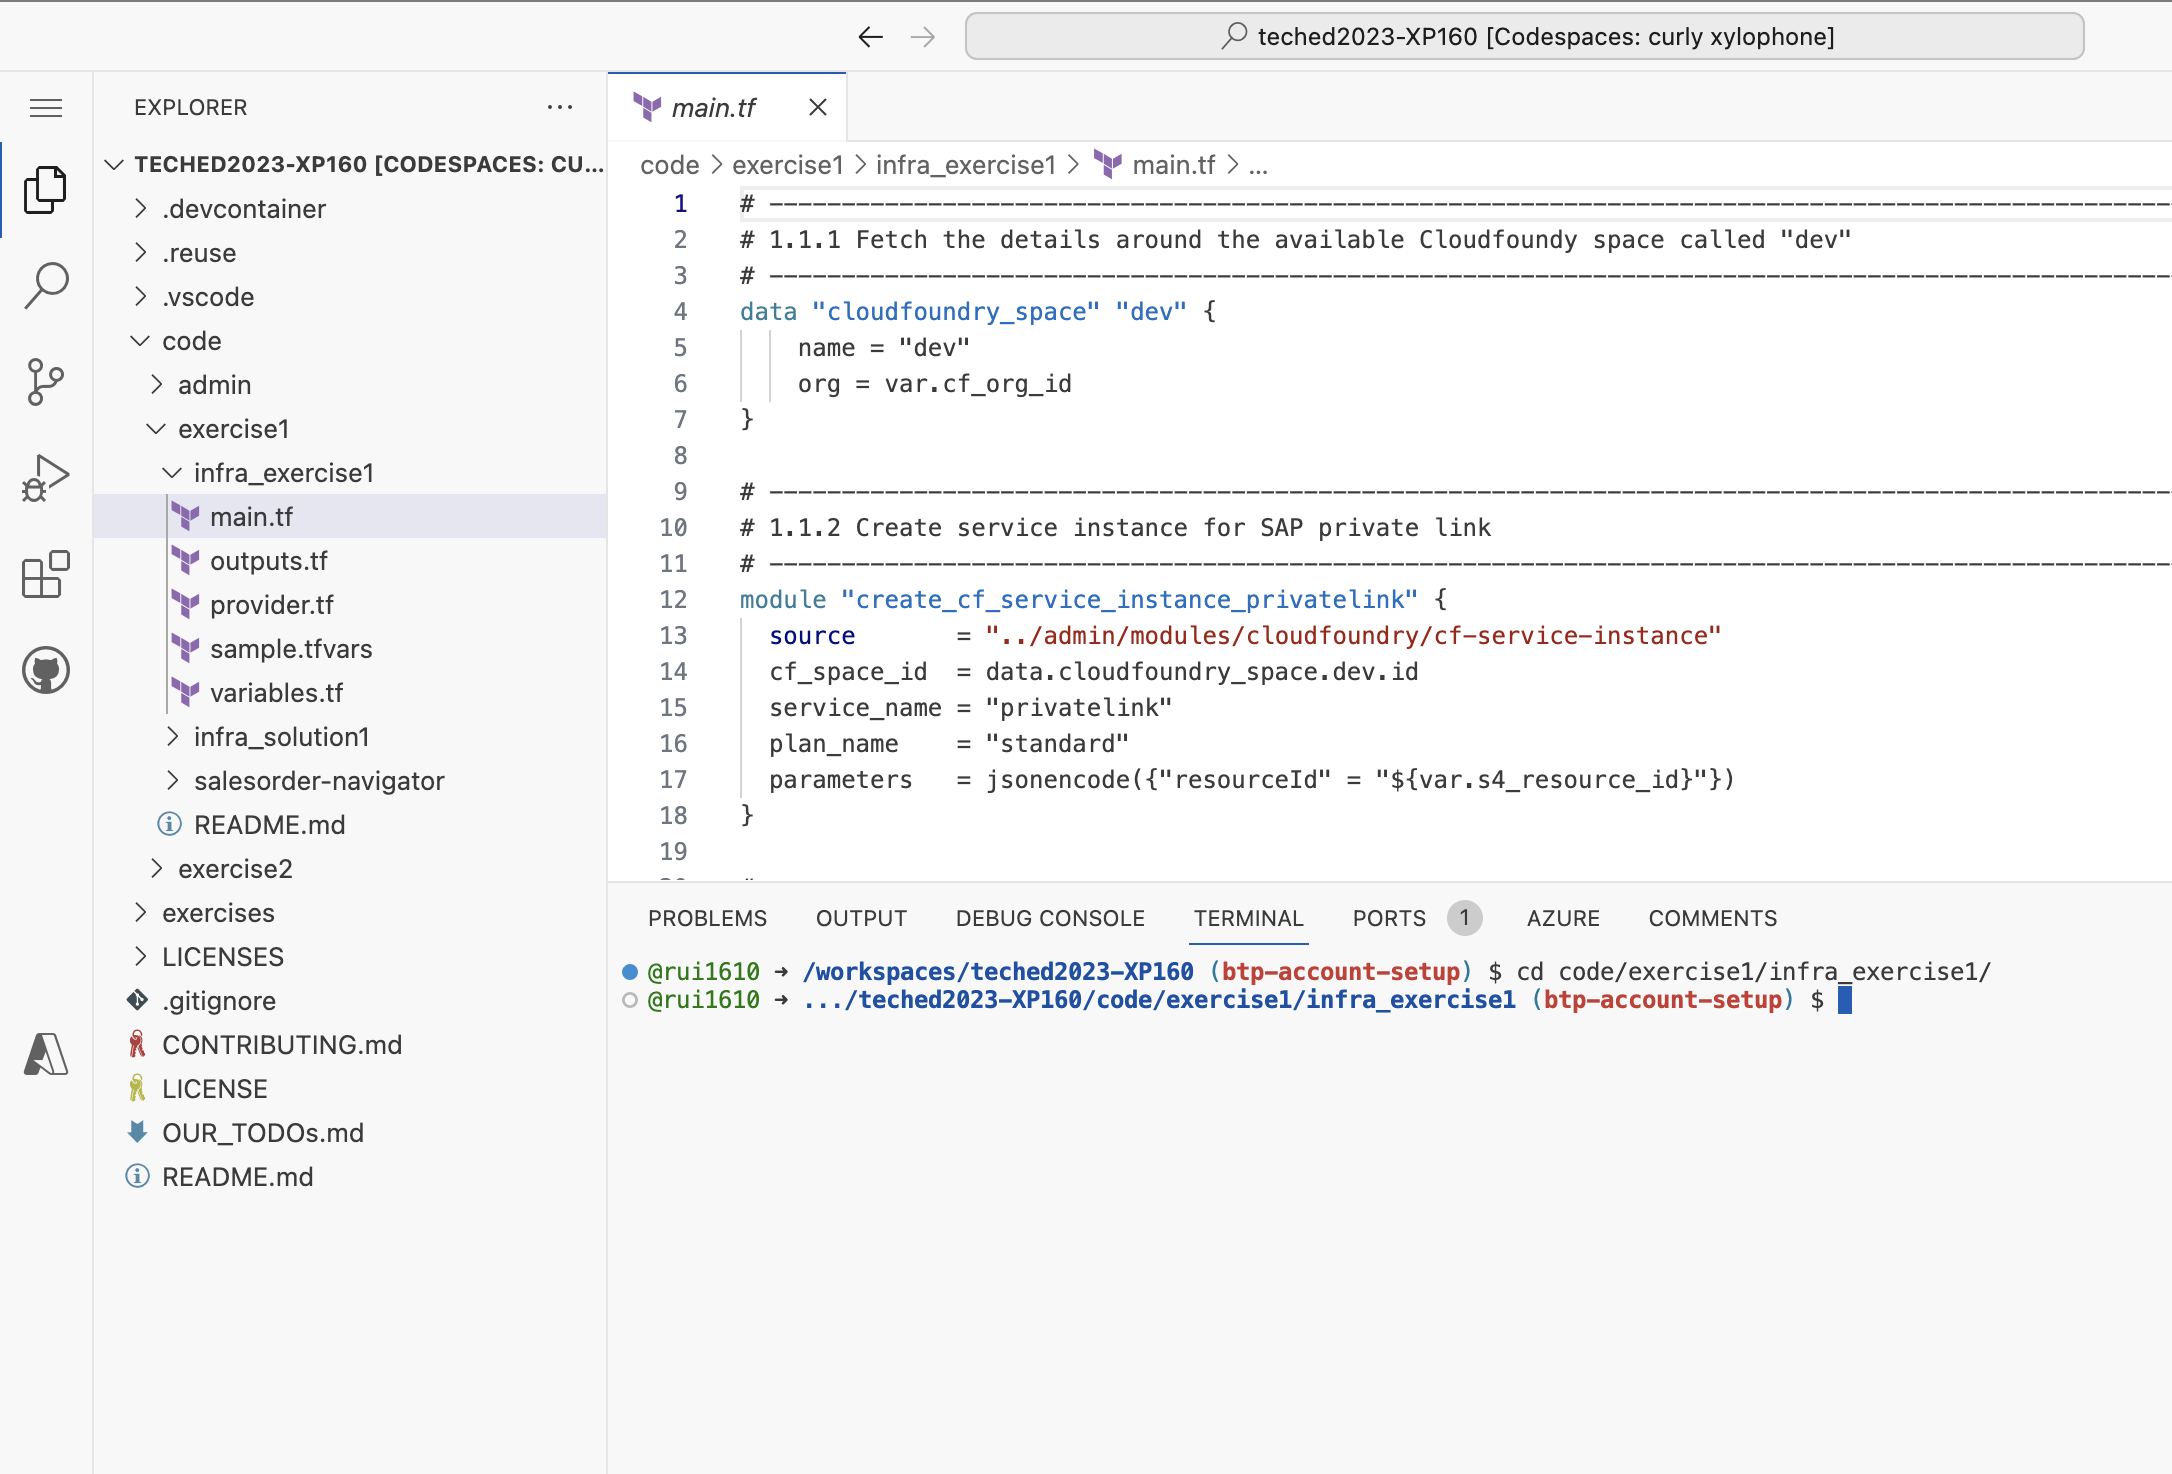 teched2023-XP160 [Codespaces: curly xylophone]
EXPLORER
TECHED2023-XP160 [CODESPACES: CU...
.devcontainer
.reuse
.vscode
code
admin
exercise1
infra_exercise1
main.tf
outputs.tf
provider.tf
sample.tfvars
variables.tf
infra_solution1
salesorder-navigator
README.md
exercise2
exercises
LICENSES
.gitignore
CONTRIBUTING.md
LICENSE
OUR_TODOs.md
README.md
main.tf
code > exercise1 > infra_exercise1 > main.tf > ...
1 # ------------------------------------------------------------------------------------------------
2 # 1.1.1 Fetch the details around the available Cloudfoundy space called "dev"
3 # ------------------------------------------------------------------------------------------------
4 data "cloudfoundry_space" "dev" {
5 name = "dev"
6 org = var.cf_org_id
7 }
8
9 # ------------------------------------------------------------------------------------------------
10 # 1.1.2 Create service instance for SAP private link
11 # ------------------------------------------------------------------------------------------------
12 module "create_cf_service_instance_privatelink" {
13 source = "../admin/modules/cloudfoundry/cf-service-instance"
14 cf_space_id = data.cloudfoundry_space.dev.id
15 service_name = "privatelink"
16 plan_name = "standard"
17 parameters = jsonencode({"resourceId" = "${var.s4_resource_id}"})
18 }
19
PROBLEMS OUTPUT DEBUG CONSOLE TERMINAL PORTS 1 AZURE COMMENTS
@rui1610 → /workspaces/teched2023-XP160 (btp-account-setup) $ cd code/exercise1/infra_exercise1/
@rui1610 → .../teched2023-XP160/code/exercise1/infra_exercise1 (btp-account-setup) $